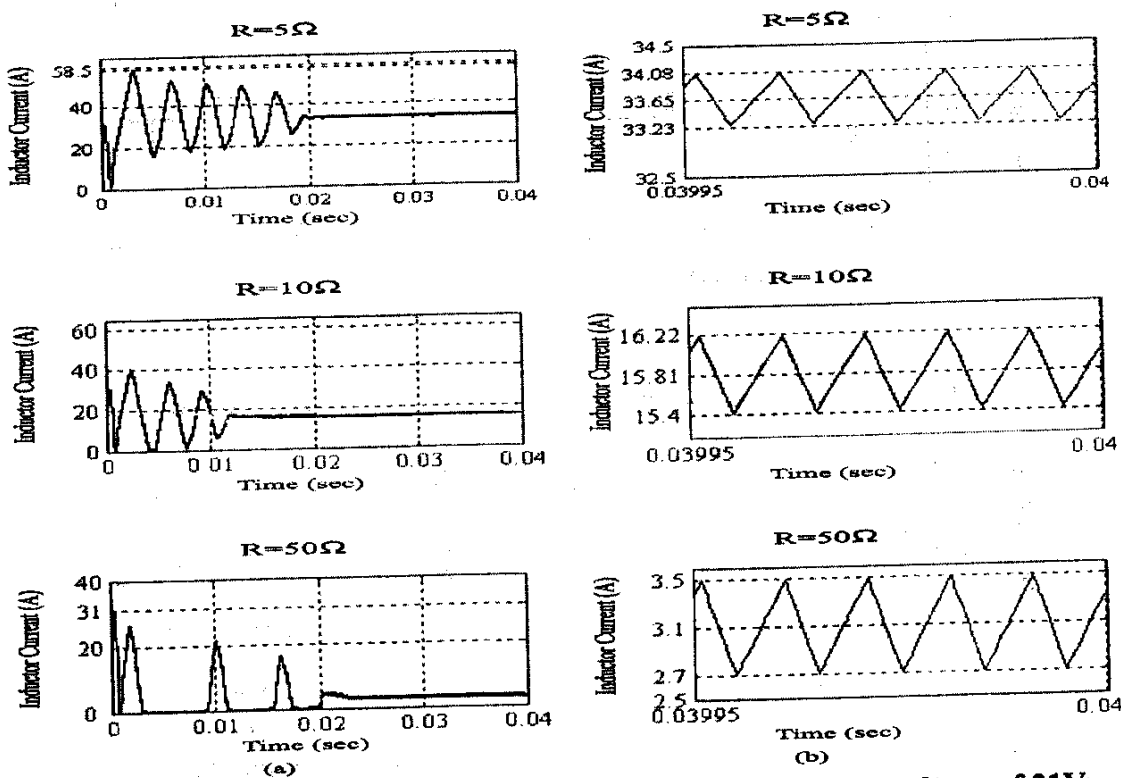 R=5Ω
Inductor Current (A)
58.5
40
20
0
0
0.01
0.02
0.03
0.04
Time (sec)
R=5Ω
Inductor Current (A)
34.5
34.08
33.65
33.23
32.5
0.03995
0.04
Time (sec)
R=10Ω
Inductor Current (A)
60
40
20
0
0
0.01
0.02
0.03
0.04
Time (sec)
R=10Ω
Inductor Current (A)
16.22
15.81
15.4
0.03995
0.04
Time (sec)
R=50Ω
Inductor Current (A)
40
31
20
0
0
0.01
0.02
0.03
0.04
Time (sec)
(a)
R=50Ω
Inductor Current (A)
3.5
3.1
2.7
2.5
0.03995
0.04
Time (sec)
(b)